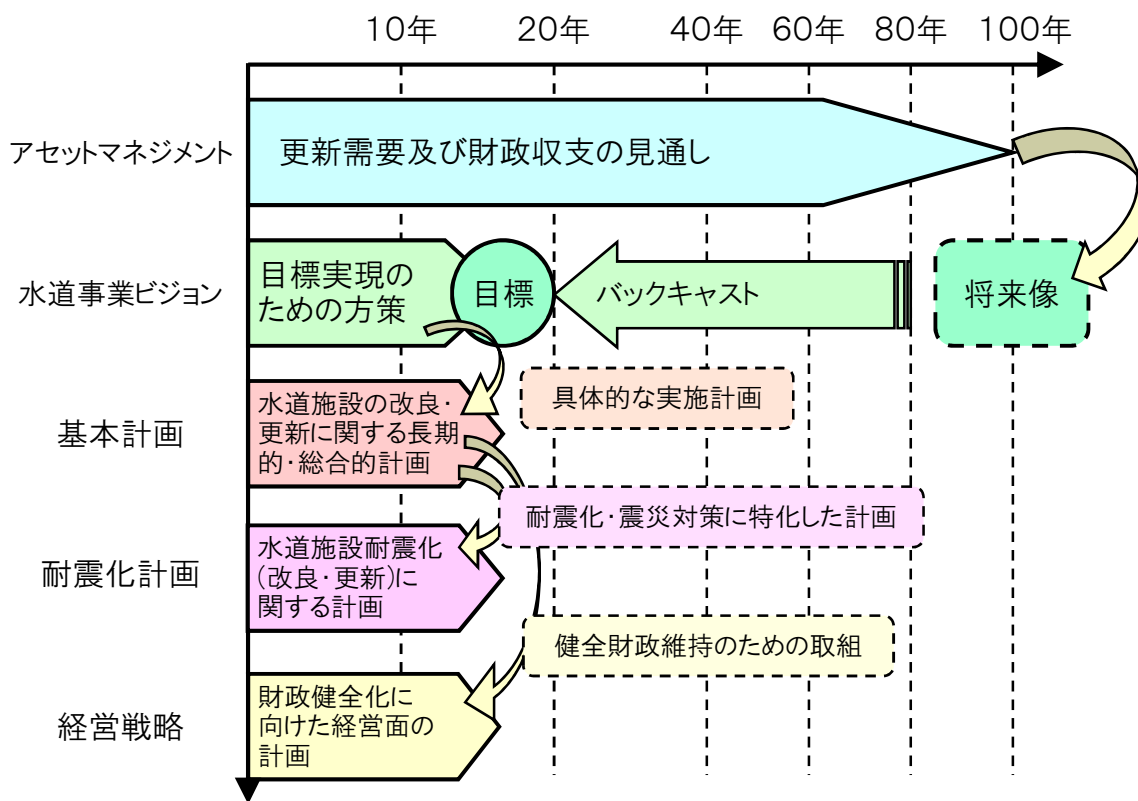 10年 20年 40年 60年 80年 100年
アセットマネジメント
更新需要及び財政収支の見通し
水道事業ビジョン
目標実現の
ための方策
目標
バックキャスト
将来像
基本計画
水道施設の改良・
更新に関する長期
的・総合的計画
具体的な実施計画
耐震化・震災対策に特化した計画
耐震化計画
水道施設耐震化
(改良・更新)に
関する計画
健全財政維持のための取組
経営戦略
財政健全化に
向けた経営面の
計画